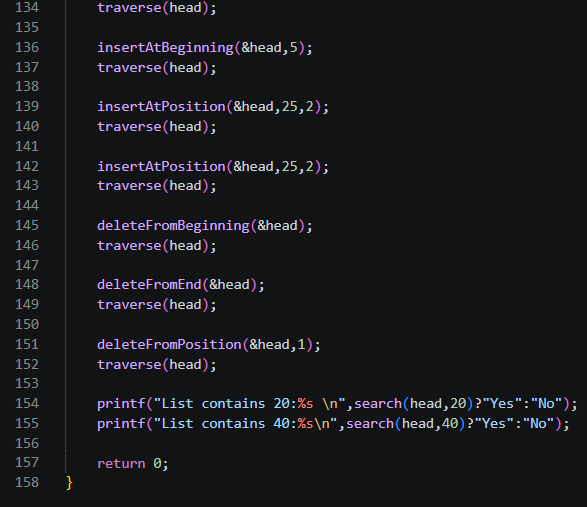 134 traverse(head);
135
136 insertAtBeginning(&head,5);
137 traverse(head);
138
139 insertAtPosition(&head,25,2);
140 traverse(head);
141
142 insertAtPosition(&head,25,2);
143 traverse(head);
144
145 deleteFromBeginning(&head);
146 traverse(head);
147
148 deleteFromEnd(&head);
149 traverse(head);
150
151 deleteFromPosition(&head,1);
152 traverse(head);
153
154 printf("List contains 20:%s \n",search(head,20)?"Yes":"No");
155 printf("List contains 40:%s\n",search(head,40)?"Yes":"No");
156
157 return 0;
158 }